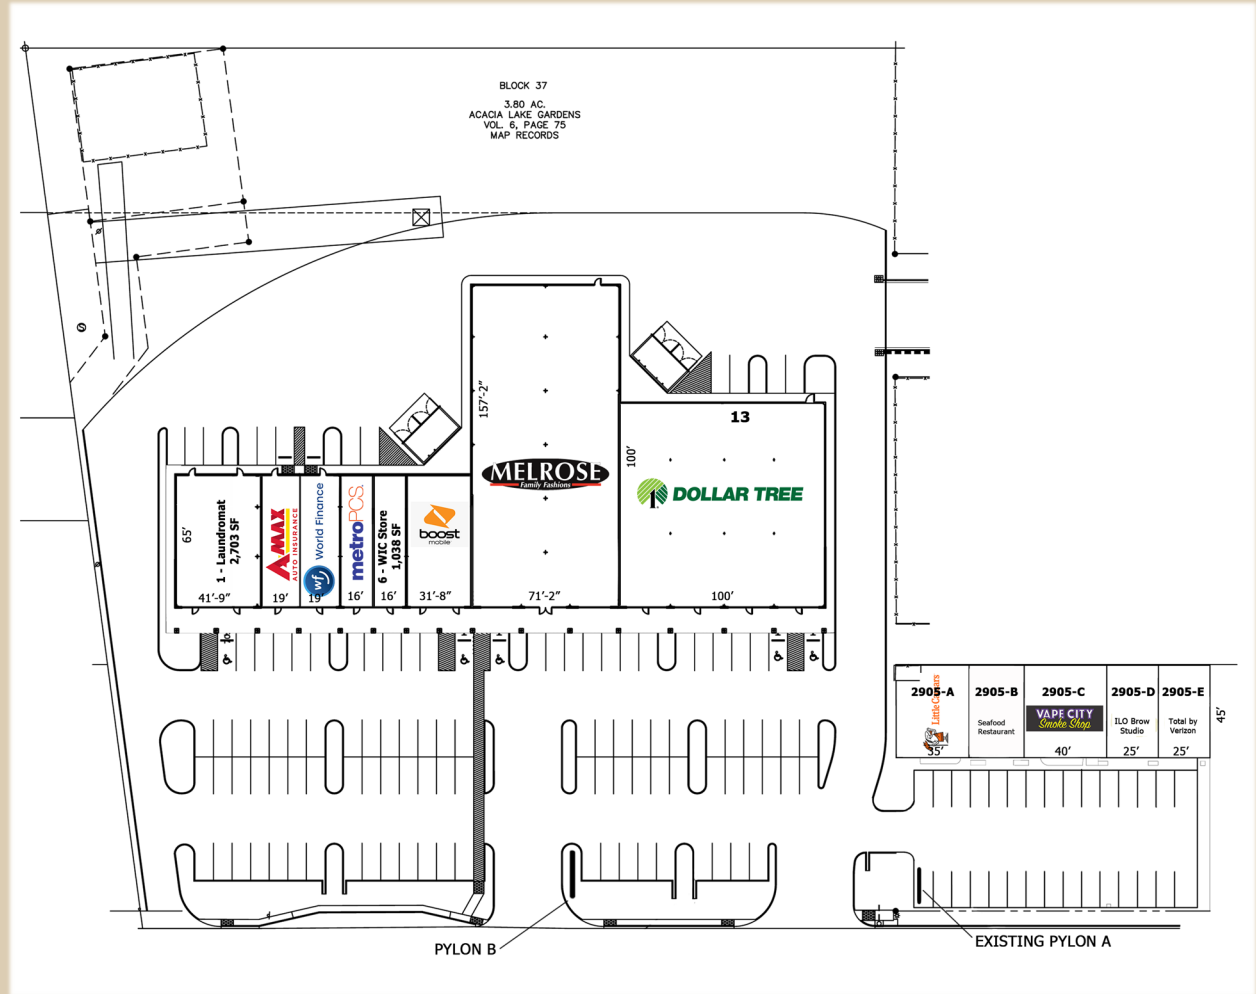 BLOCK 37
3.80 AC.
ACACIA LAKE GARDENS
VOL. 6, PAGE 75
MAP RECORDS
157'-2"
13
100'
MELROSE
Family Fashions
DOLLAR TREE
1
65'
1 - Laundromat
2,703 SF
AMAX
AUTO INSURANCE
World Finance
wf
metroPCS.
6 - WIC Store
1,038 SF
boost
mobile
41'-9"
19'
19'
16'
16'
31'-8"
71'-2"
100'
2905-A
2905-B
2905-C
2905-D
2905-E
Little Caesars
Seafood
Restaurant
VAPE CITY
Smoke Shop
ILO Brow
Studio
Total by
Verizon
45'
35'
40'
25'
25'
PYLON B
EXISTING PYLON A